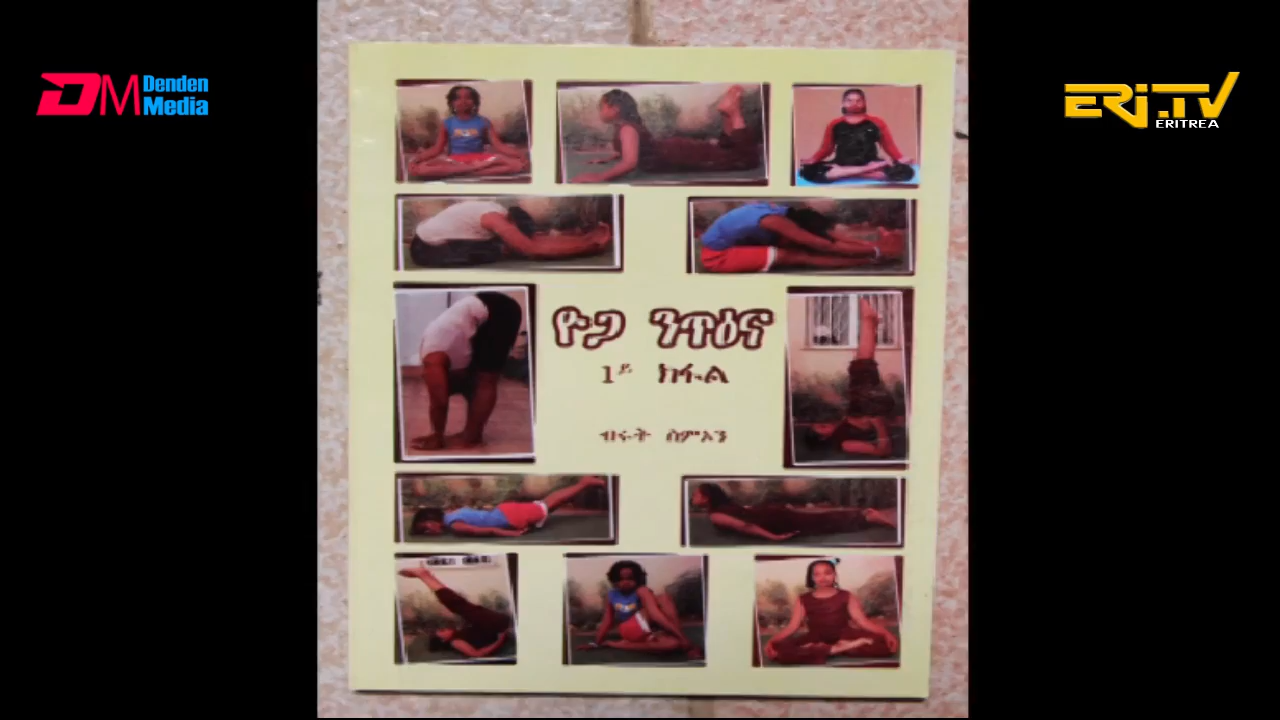 DM Denden
Media
ERi.TV
ERITREA
ዮጋ ንጥዕና
1ይ ክፋል
ብሩት ስምኦን